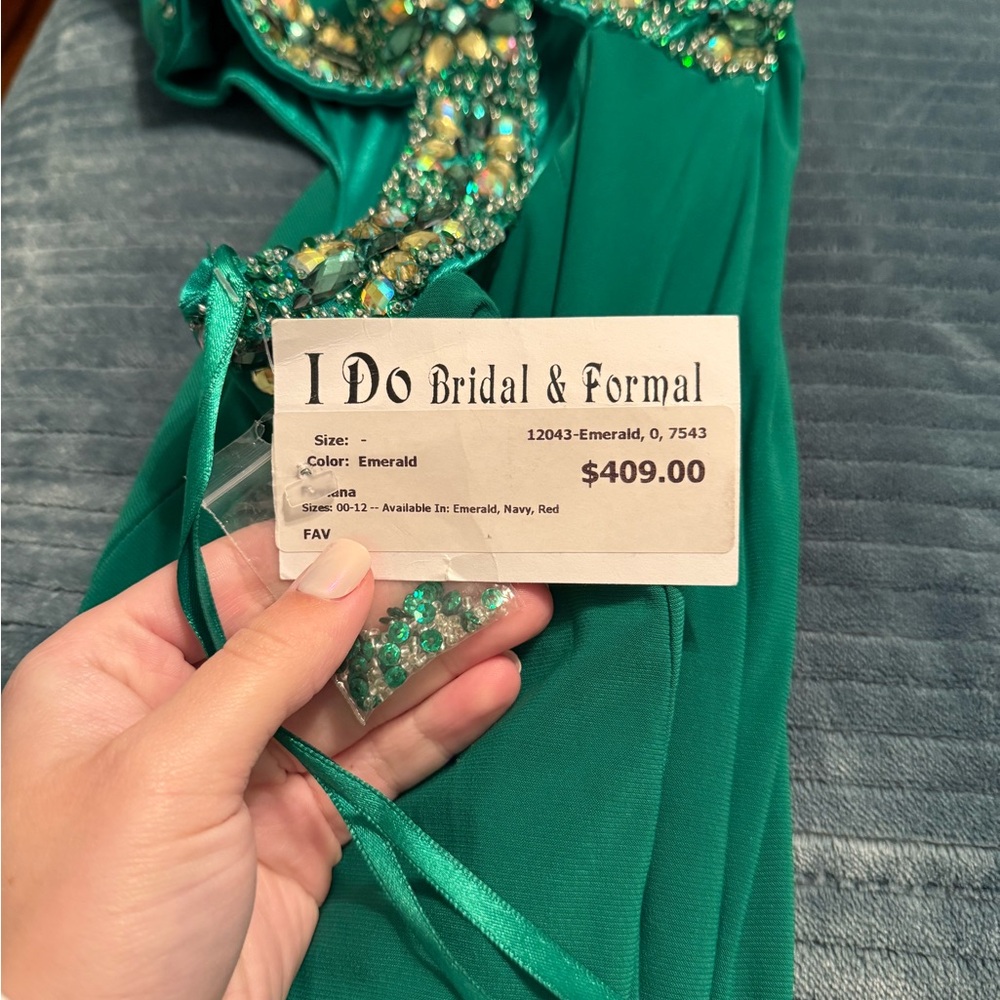 I Do Bridal & Formal
Size: -
12043-Emerald, 0, 7543
Color: Emerald
$409.00
Sizes: 00-12 -- Available In: Emerald, Navy, Red
FAV